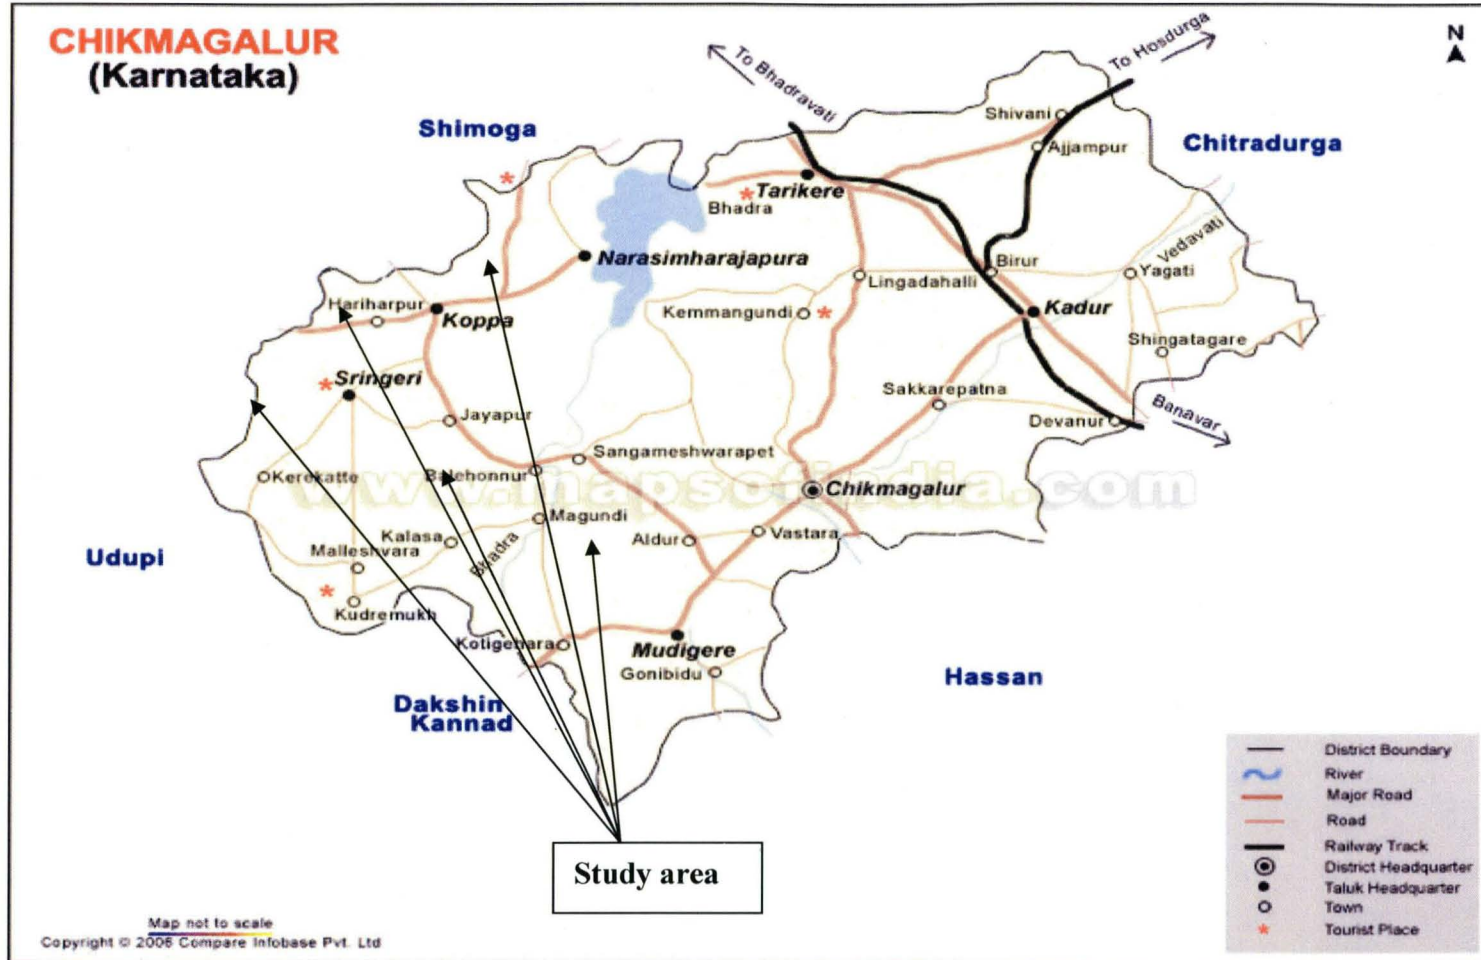 CHIKMAGALUR
(Karnataka)
N
To Bhadravati
To Hosdurga
Shimoga
Shivani
Chitradurga
Ajjampur
Tarikere
Bhadra
Vedavati
Narasimharajapura
Birur
Yagati
Lingadahalli
Hariharpur
Koppa
Kemmangundi
Kadur
Shingatagare
Sringeri
Sakkarepatna
Jayapur
Banavar
Devanur
Sangameshwarapet
Kerekatte
Balehonnur
www.mapsofindia.com
Chikmagalur
Magundi
Kalasa
Aldur
Vastara
Udupi
Malleshvara
Bhadra
Kudremukh
Kotigehara
Mudigere
Gonibidu
Hassan
Dakshin
Kannad
District Boundary
River
Major Road
Road
Railway Track
District Headquarter
Taluk Headquarter
Town
Tourist Place
Study area
Map not to scale
Copyright © 2006 Compare Infobase Pvt. Ltd